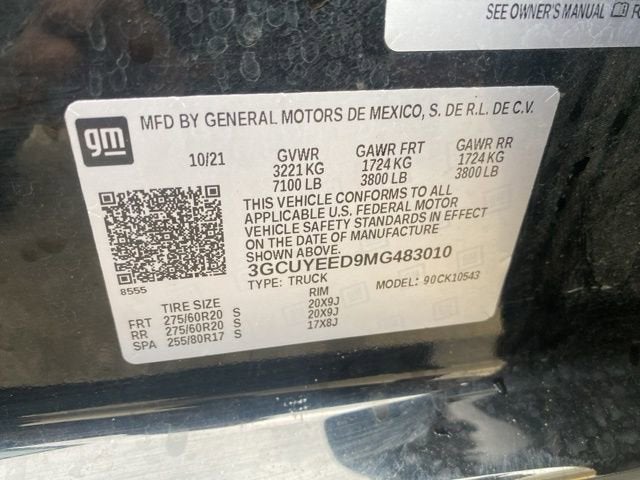 SEE OWNER'S MANUAL
gm
MFD BY GENERAL MOTORS DE MEXICO, S. DE R.L. DE C.V.
10/21 GVWR GAWR FRT GAWR RR
3221 KG 1724 KG 1724 KG
7100 LB 3800 LB 3800 LB
THIS VEHICLE CONFORMS TO ALL
APPLICABLE U.S. FEDERAL MOTOR
VEHICLE SAFETY STANDARDS IN EFFECT
ON THE DATE OF MANUFACTURE
SHOWN ABOVE.
3GCUYEED9MG483010
TYPE: TRUCK MODEL: 90CK10543
8555
TIRE SIZE RIM
FRT 275/60R20 S 20X9J
RR 275/60R20 S 20X9J
SPA 255/80R17 S 17X8J